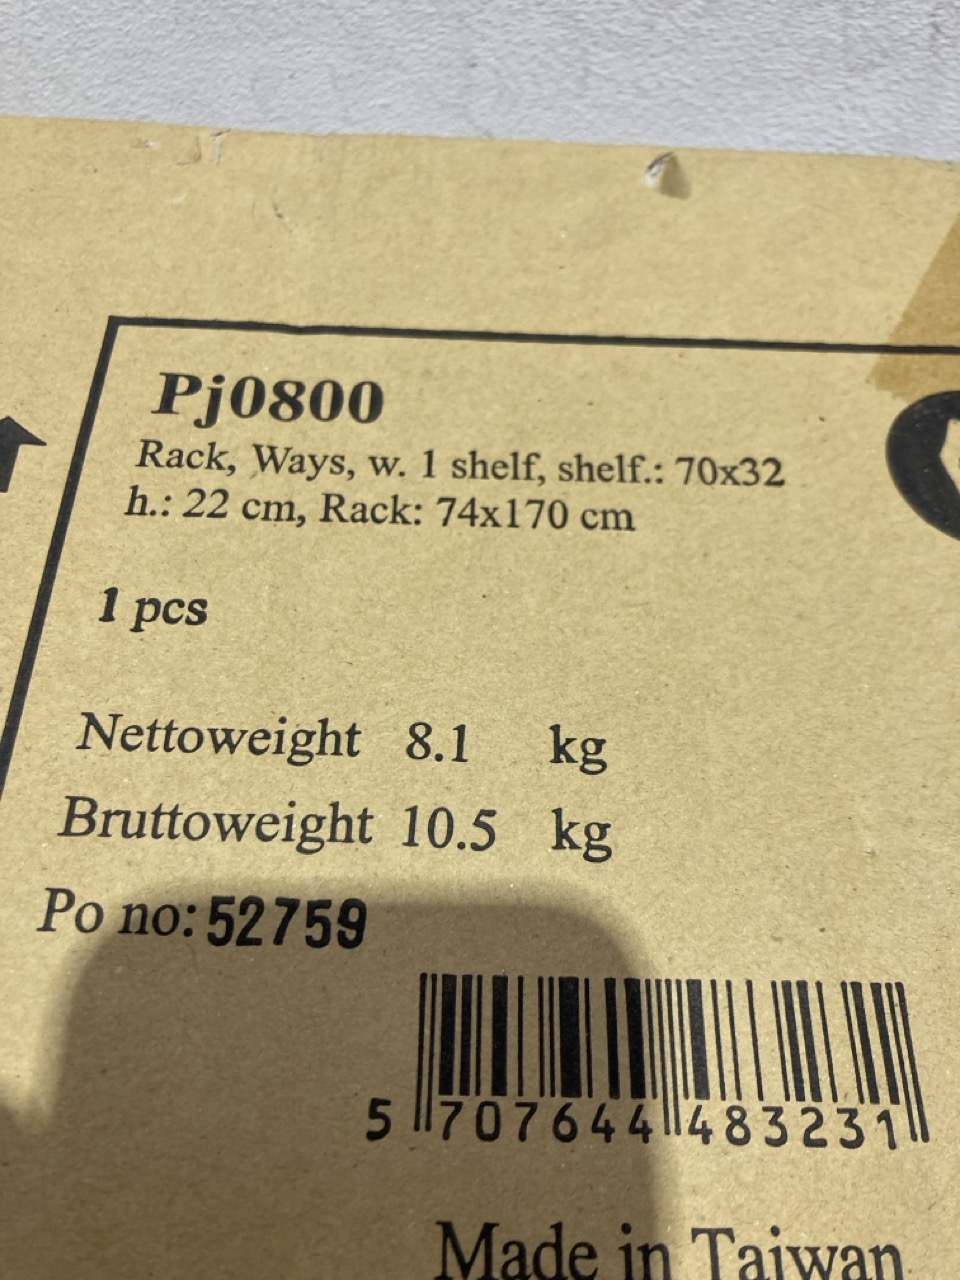 Pj0800
Rack, Ways, w. 1 shelf, shelf.: 70x32
h.: 22 cm, Rack: 74x170 cm
1 pcs
Nettoweight 8.1 kg
Bruttoweight 10.5 kg
Po no: 52759
5 707644 483231
Made in Taiwan